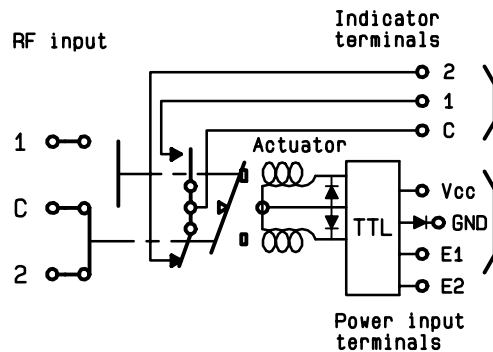 RF input
Indicator
terminals
2
1
C
Actuator
1
C
2
TTL
Vcc
GND
E1
E2
Power input
terminals